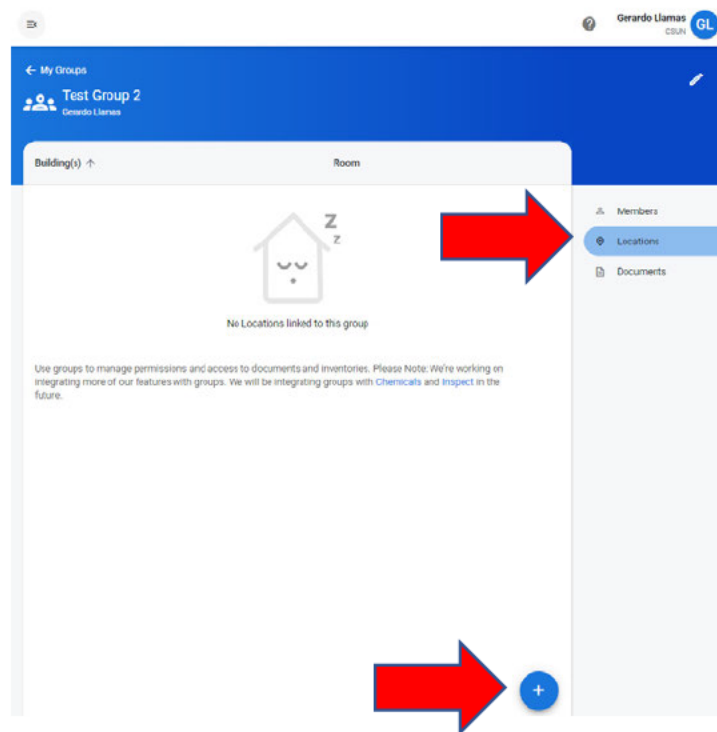 Gerardo Llamas
CSUN
GL
← My Groups
Test Group 2
Gerardo Llamas
Building(s) ↑
Room
Members
Locations
Documents
Z
z
No Locations linked to this group
Use groups to manage permissions and access to documents and inventories. Please Note: We're working on
integrating more of our features with groups. We will be integrating groups with Chemicals and Inspect in the
future.
+